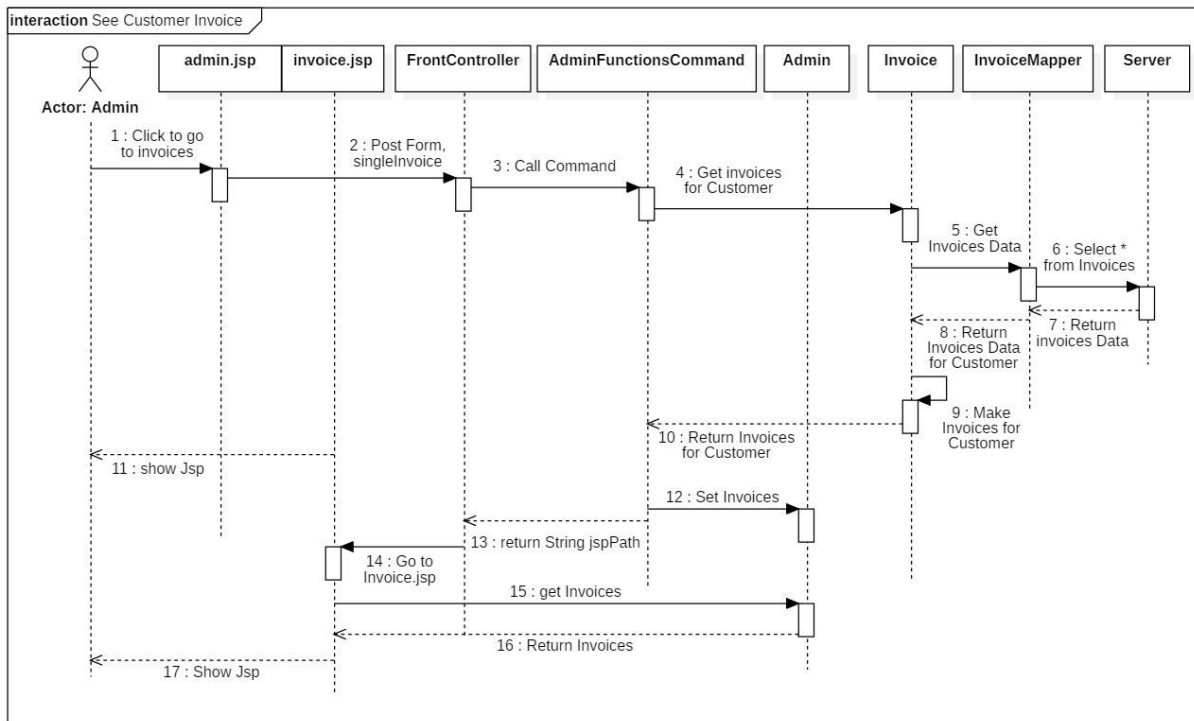 interaction See Customer Invoice
admin.jsp
invoice.jsp
FrontController
AdminFunctionsCommand
Admin
Invoice
InvoiceMapper
Server
Actor: Admin
1 : Click to go
to invoices
2 : Post Form,
singleInvoice
3 : Call Command
4 : Get invoices
for Customer
5 : Get
Invoices Data
6 : Select *
from Invoices
7 : Return
invoices Data
8 : Return
Invoices Data
for Customer
9 : Make
Invoices for
Customer
10 : Return Invoices
for Customer
11 : show Jsp
12 : Set Invoices
13 : return String jspPath
14 : Go to
Invoice.jsp
15 : get Invoices
16 : Return Invoices
17 : Show Jsp